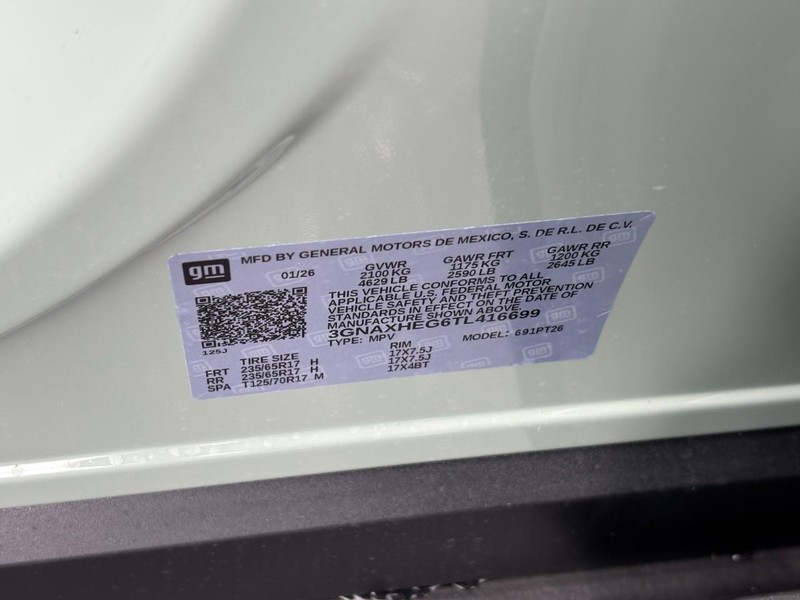 MFD BY GENERAL MOTORS DE MEXICO, S. DE R.L. DE C.V.
gm
01/26
GVWR
2100 KG
4629 LB
GAWR FRT
1175 KG
2590 LB
GAWR RR
1200 KG
2645 LB
THIS VEHICLE CONFORMS TO ALL
APPLICABLE U.S. FEDERAL MOTOR
VEHICLE SAFETY AND THEFT PREVENTION
STANDARDS IN EFFECT ON THE DATE OF
MANUFACTURE SHOWN ABOVE
3GNAXHEG6TL416699
TYPE: MPV
MODEL: 691PT26
125J
TIRE SIZE RIM
FRT 235/65R17 H 17X7.5J
RR 235/65R17 H 17X7.5J
SPA T125/70R17 M 17X4BT